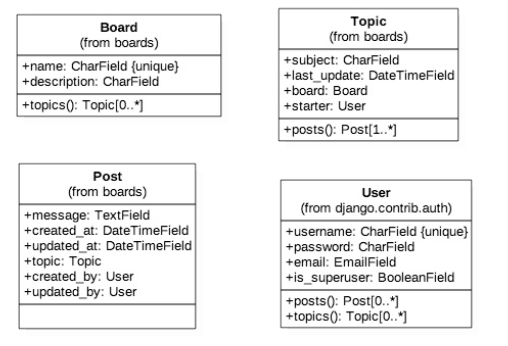 Board
(from boards)
+name: CharField {unique}
+description: CharField
+topics(): Topic[0..*]
Topic
(from boards)
+subject: CharField
+last_update: DateTimeField
+board: Board
+starter: User
+posts(): Post[1..*]
Post
(from boards)
+message: TextField
+created_at: DateTimeField
+updated_at: DateTimeField
+topic: Topic
+created_by: User
+updated_by: User
User
(from django.contrib.auth)
+username: CharField {unique}
+password: CharField
+email: EmailField
+is_superuser: BooleanField
+posts(): Post[0..*]
+topics(): Topic[0..*]